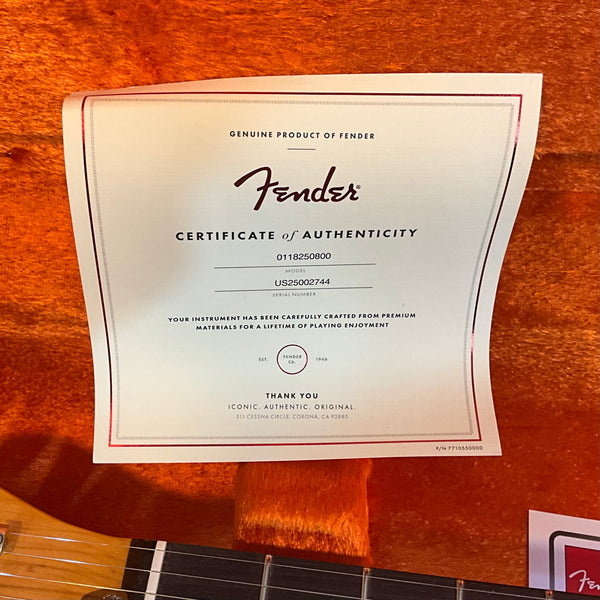 GENUINE PRODUCT OF FENDER
Fender®
CERTIFICATE of AUTHENTICITY
0118250800
MODEL
US25002744
SERIAL NUMBER
YOUR INSTRUMENT HAS BEEN CAREFULLY CRAFTED FROM PREMIUM
MATERIALS FOR A LIFETIME OF PLAYING ENJOYMENT
EST. FENDER CO. 1946
THANK YOU
ICONIC. AUTHENTIC. ORIGINAL.
311 CESSNA CIRCLE, CORONA, CA 92880
P/N 7710550000
Fender